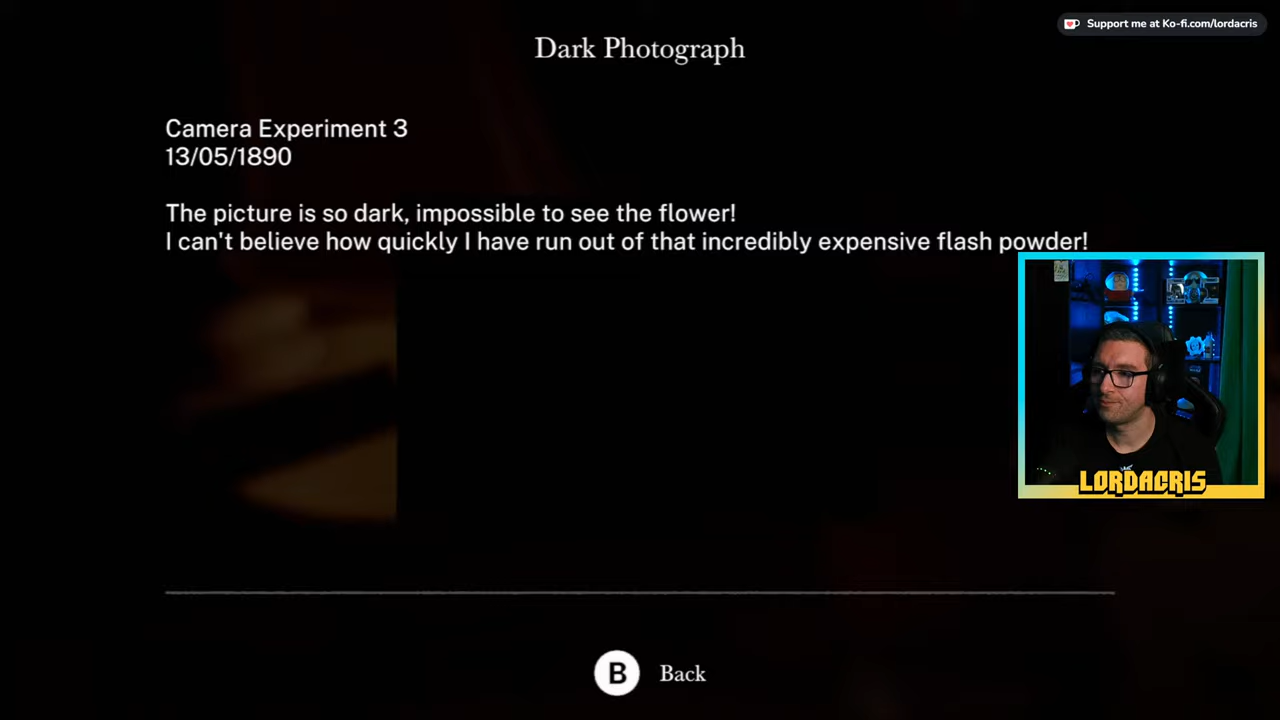 Support me at Ko-fi.com/lordacris
Dark Photograph
Camera Experiment 3
13/05/1890
The picture is so dark, impossible to see the flower!
I can't believe how quickly I have run out of that incredibly expensive flash powder!
LORDACRIS
B Back